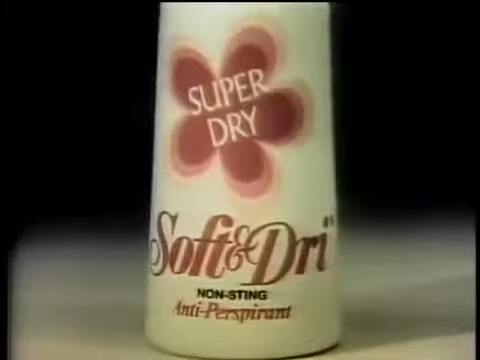 SUPER
DRY
Soft&Dri
NON-STING
Anti-Perspirant